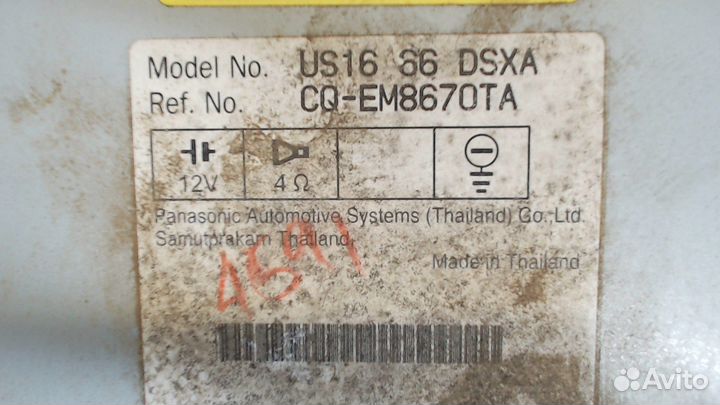 Model No. US16 66 DSXA
Ref. No. CQ-EM8670TA
12V 4 Ω
Panasonic Automotive Systems (Thailand) Co., Ltd.
Samutprakarn Thailand.
Made in Thailand
4591
Avito